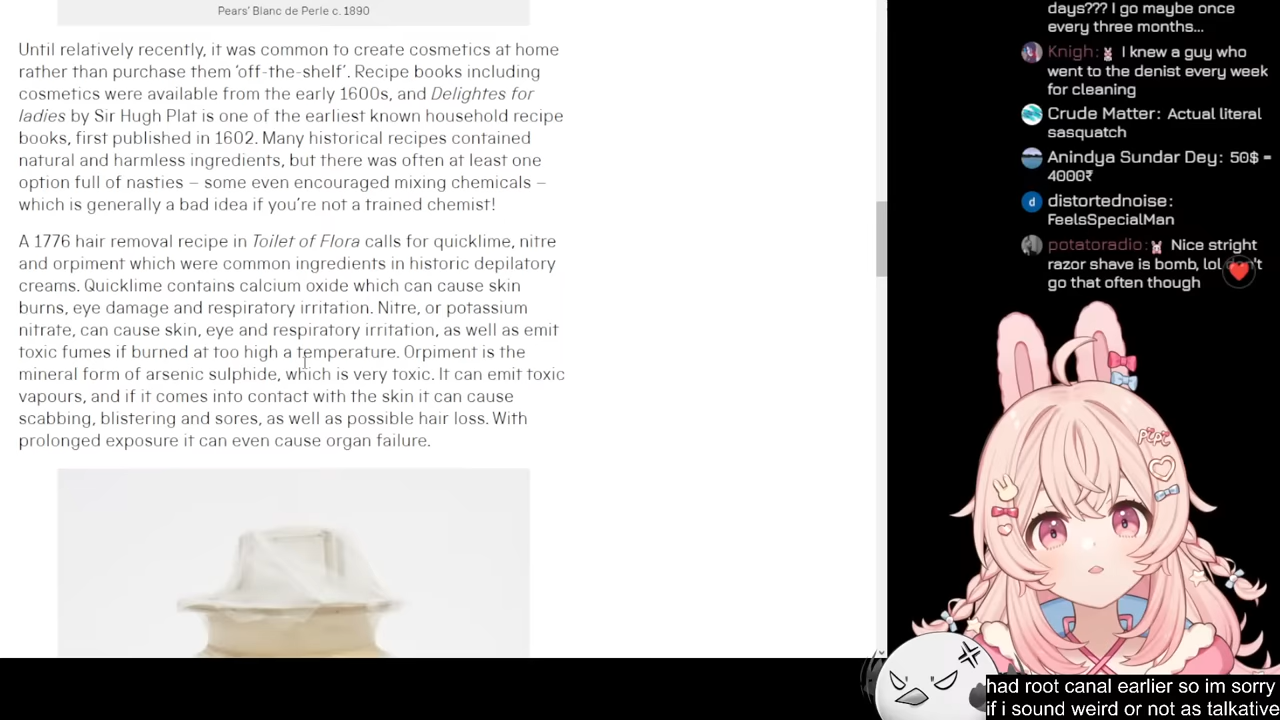 Pears' Blanc de Perle c. 1890
Until relatively recently, it was common to create cosmetics at home
rather than purchase them 'off-the-shelf'. Recipe books including
cosmetics were available from the early 1600s, and Delightes for
ladies by Sir Hugh Plat is one of the earliest known household recipe
books, first published in 1602. Many historical recipes contained
natural and harmless ingredients, but there was often at least one
option full of nasties – some even encouraged mixing chemicals –
which is generally a bad idea if you're not a trained chemist!
A 1776 hair removal recipe in Toilet of Flora calls for quicklime, nitre
and orpiment which were common ingredients in historic depilatory
creams. Quicklime contains calcium oxide which can cause skin
burns, eye damage and respiratory irritation. Nitre, or potassium
nitrate, can cause skin, eye and respiratory irritation, as well as emit
toxic fumes if burned at too high a temperature. Orpiment is the
mineral form of arsenic sulphide, which is very toxic. It can emit toxic
vapours, and if it comes into contact with the skin it can cause
scabbing, blistering and sores, as well as possible hair loss. With
prolonged exposure it can even cause organ failure.
days??? I go maybe once
every three months...
Knigh: I knew a guy who
went to the denist every week
for cleaning
Crude Matter: Actual literal
sasquatch
Anindya Sundar Dey: 50$ =
4000₹
d distortednoise:
FeelsSpecialMan
potatoradio: Nice stright
razor shave is bomb, lol
go that often though
PiPi
had root canal earlier so im sorry
if i sound weird or not as talkative